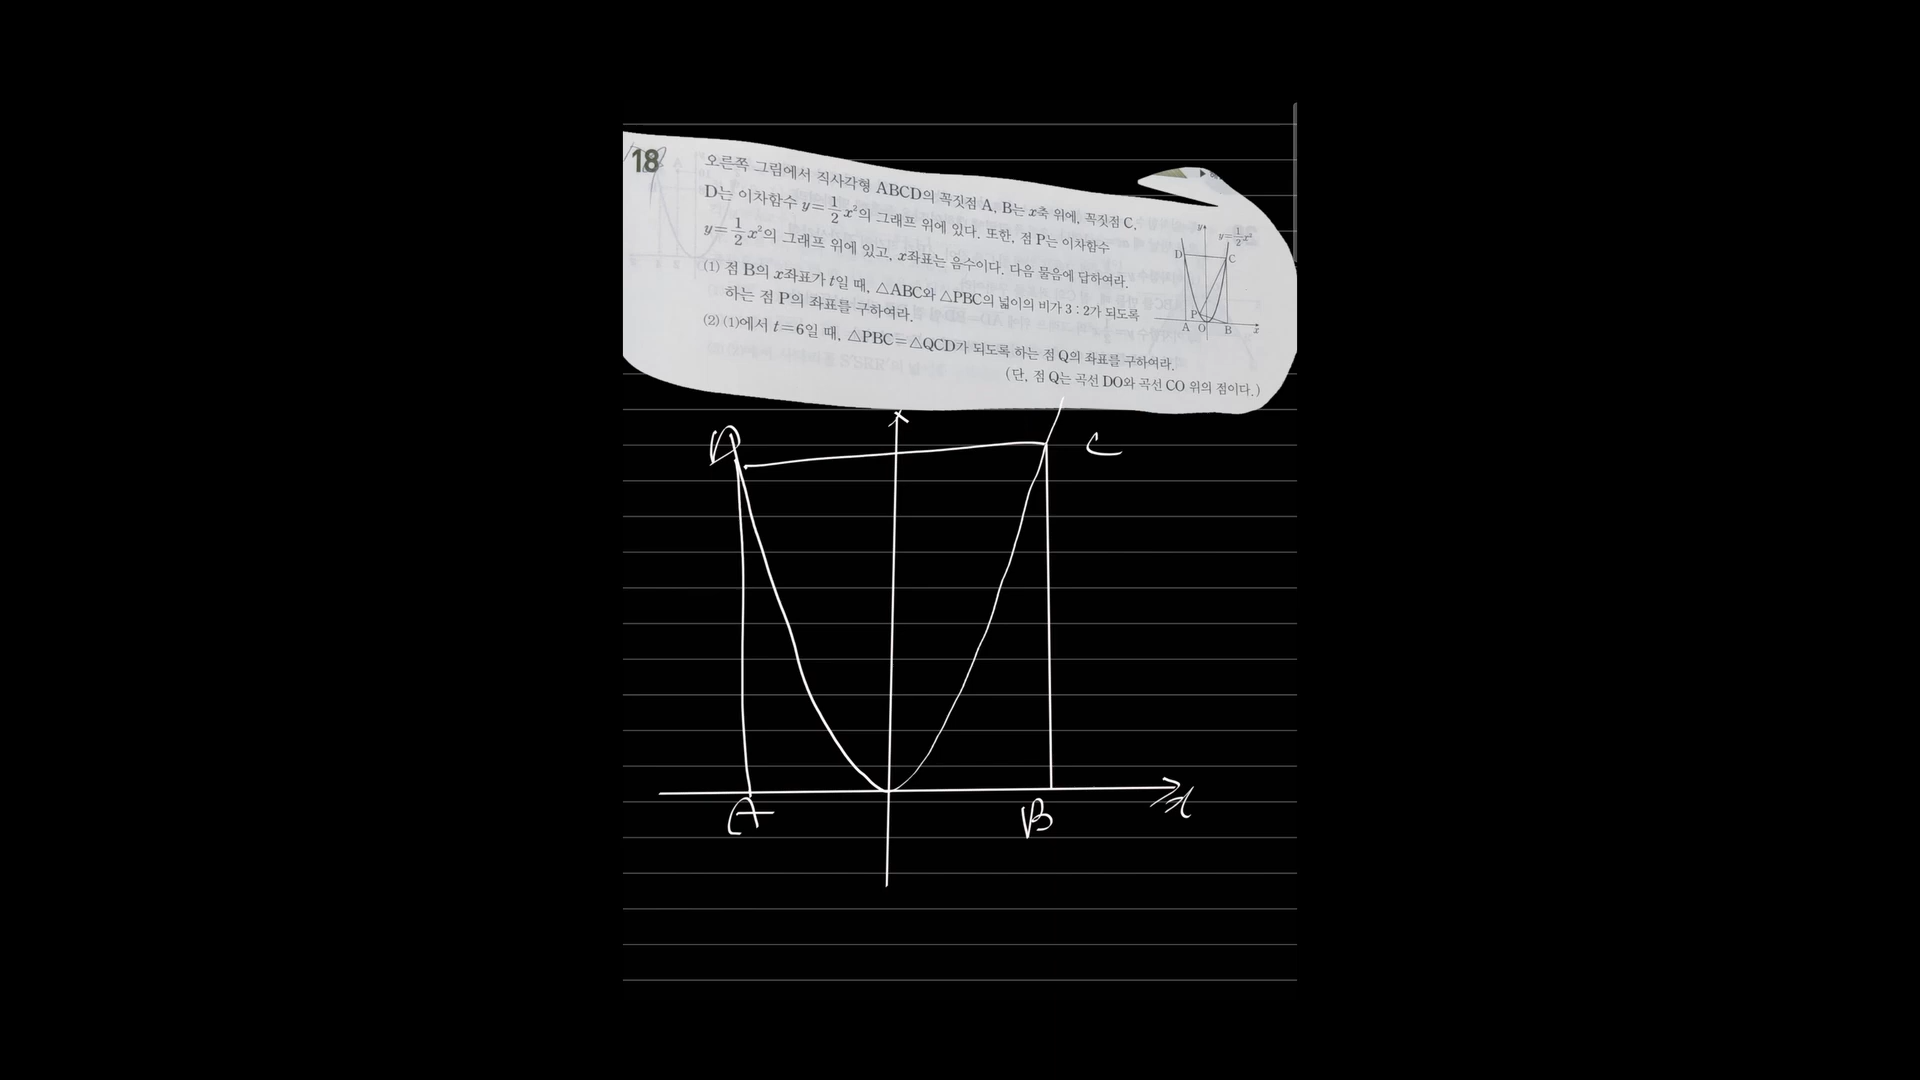 18
오른쪽 그림에서 직사각형 ABCD의 꼭짓점 A, B는 x축 위에, 꼭짓점 C,
D는 이차함수 y=1/2x²의 그래프 위에 있다. 또한, 점 P는 이차함수
y=1/2x²의 그래프 위에 있고, x좌표는 음수이다. 다음 물음에 답하여라.
(1) 점 B의 x좌표가 t일 때, △ABC와 △PBC의 넓이의 비가 3 : 2가 되도록
하는 점 P의 좌표를 구하여라.
(2) (1)에서 t=6일 때, △PBC=△QCD가 되도록 하는 점 Q의 좌표를 구하여라.
(단, 점 Q는 곡선 DO와 곡선 CO 위의 점이다.)
y
y=1/2x²
D
C
P
A
O
B
x
D
C
A
B
x